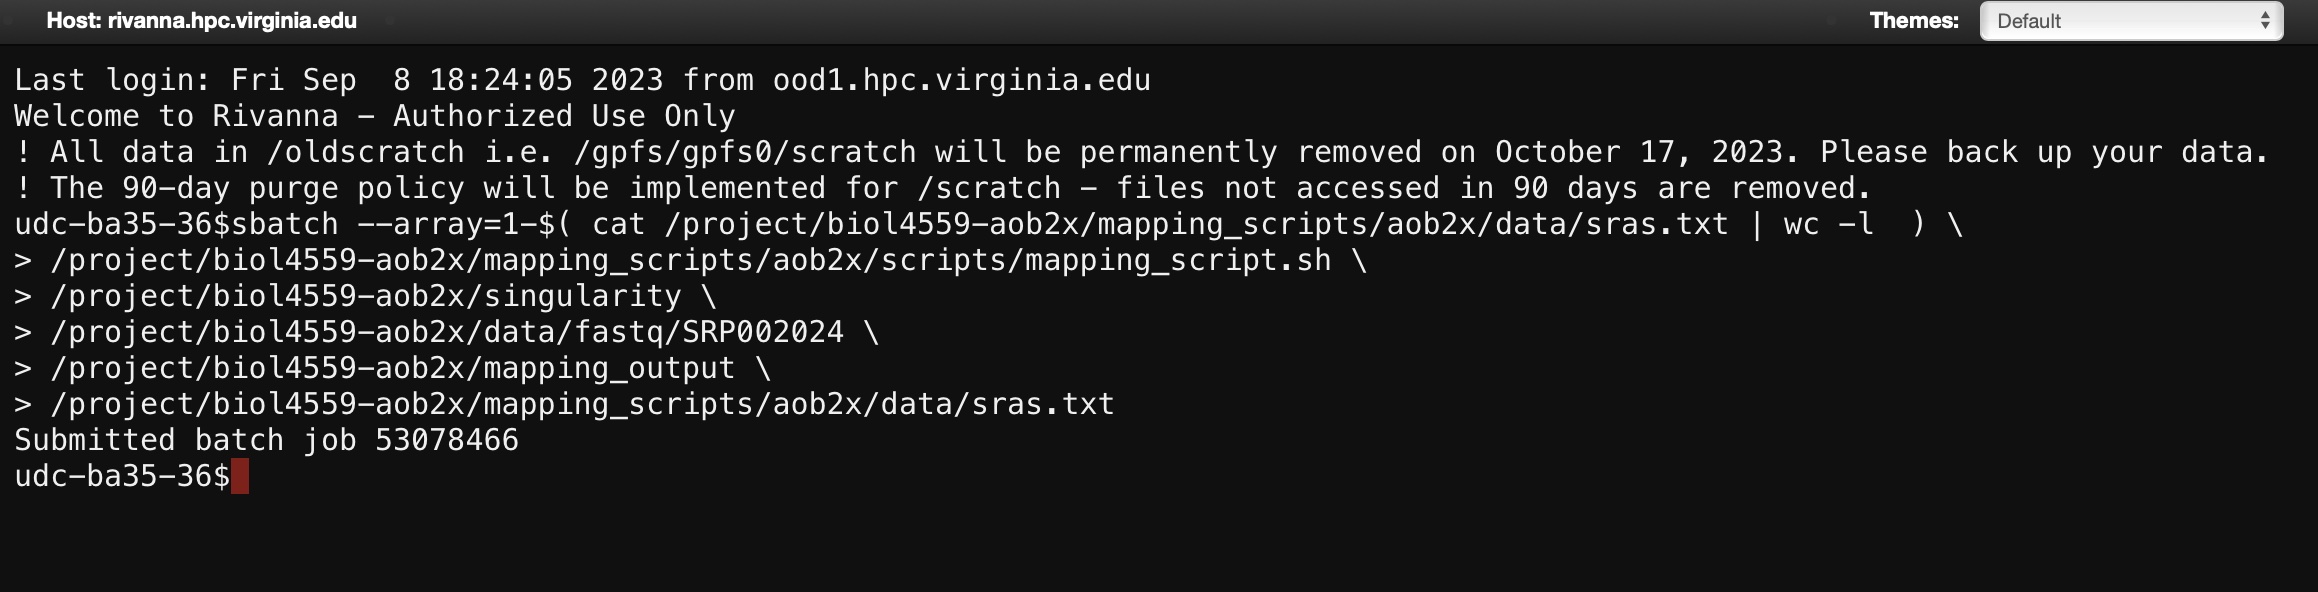 Host: rivanna.hpc.virginia.edu
Themes: Default
Last login: Fri Sep  8 18:24:05 2023 from ood1.hpc.virginia.edu
Welcome to Rivanna - Authorized Use Only
! All data in /oldscratch i.e. /gpfs/gpfs0/scratch will be permanently removed on October 17, 2023. Please back up your data.
! The 90-day purge policy will be implemented for /scratch - files not accessed in 90 days are removed.
udc-ba35-36$sbatch --array=1-$( cat /project/biol4559-aob2x/mapping_scripts/aob2x/data/sras.txt | wc -l  ) \
> /project/biol4559-aob2x/mapping_scripts/aob2x/scripts/mapping_script.sh \
> /project/biol4559-aob2x/singularity \
> /project/biol4559-aob2x/data/fastq/SRP002024 \
> /project/biol4559-aob2x/mapping_output \
> /project/biol4559-aob2x/mapping_scripts/aob2x/data/sras.txt
Submitted batch job 53078466
udc-ba35-36$